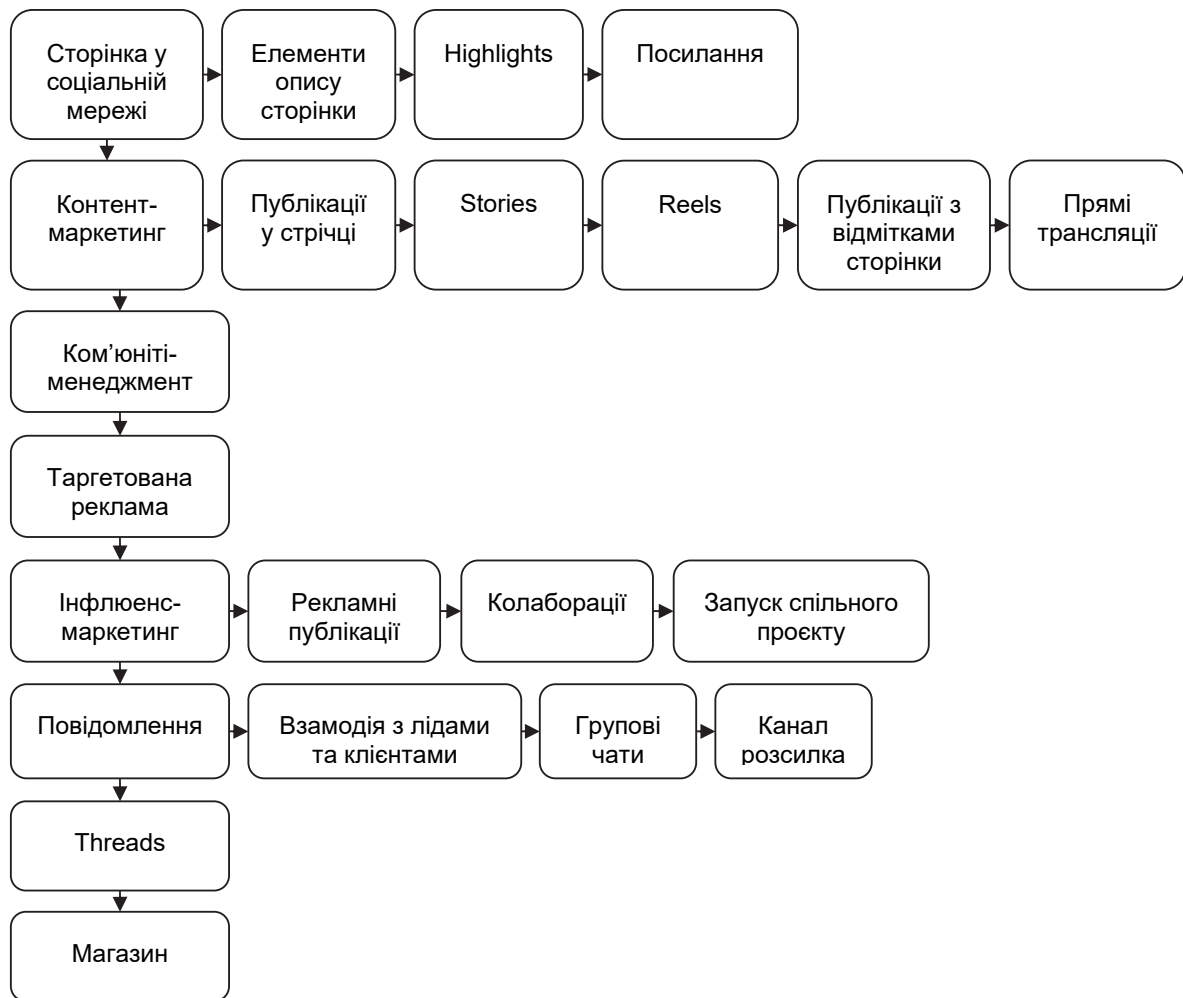 Сторінка у
соціальній
мережі
Елементи
опису
сторінки
Highlights
Посилання
Контент-
маркетинг
Публікації
у стрічці
Stories
Reels
Публікації з
відмітками
сторінки
Прямі
трансляції
Ком’юніті-
менеджмент
Таргетована
реклама
Інфлюенс-
маркетинг
Рекламні
публікації
Колаборації
Запуск спільного
проєкту
Повідомлення
Взамодія з лідами
та клієнтами
Групові
чати
Канал
розсилка
Threads
Магазин